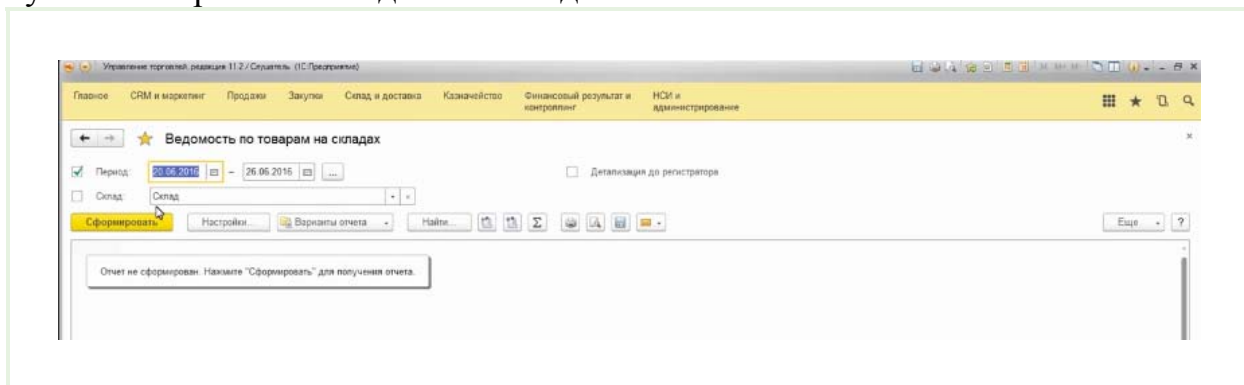 Управление торговлей, редакция 11.2 / Слушатель (1С:Предприятие)
Главное CRM и маркетинг Продажи Закупки Склад и доставка Казначейство Финансовый результат и контроллинг НСИ и администрирование
Ведомость по товарам на складах
Период: 20.06.2016 – 26.06.2016 ... Детализация до регистратора
Склад: Склад
Сформировать Настройки... Варианты отчета Найти... Σ Еще ?
Отчет не сформирован. Нажмите "Сформировать" для получения отчета.